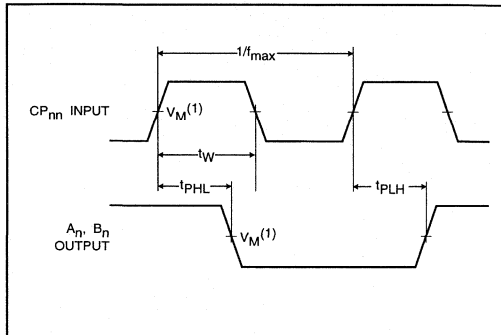 1/fmax
CPnn INPUT
VM(1)
tW
tPHL
tPLH
An, Bn
OUTPUT
VM(1)